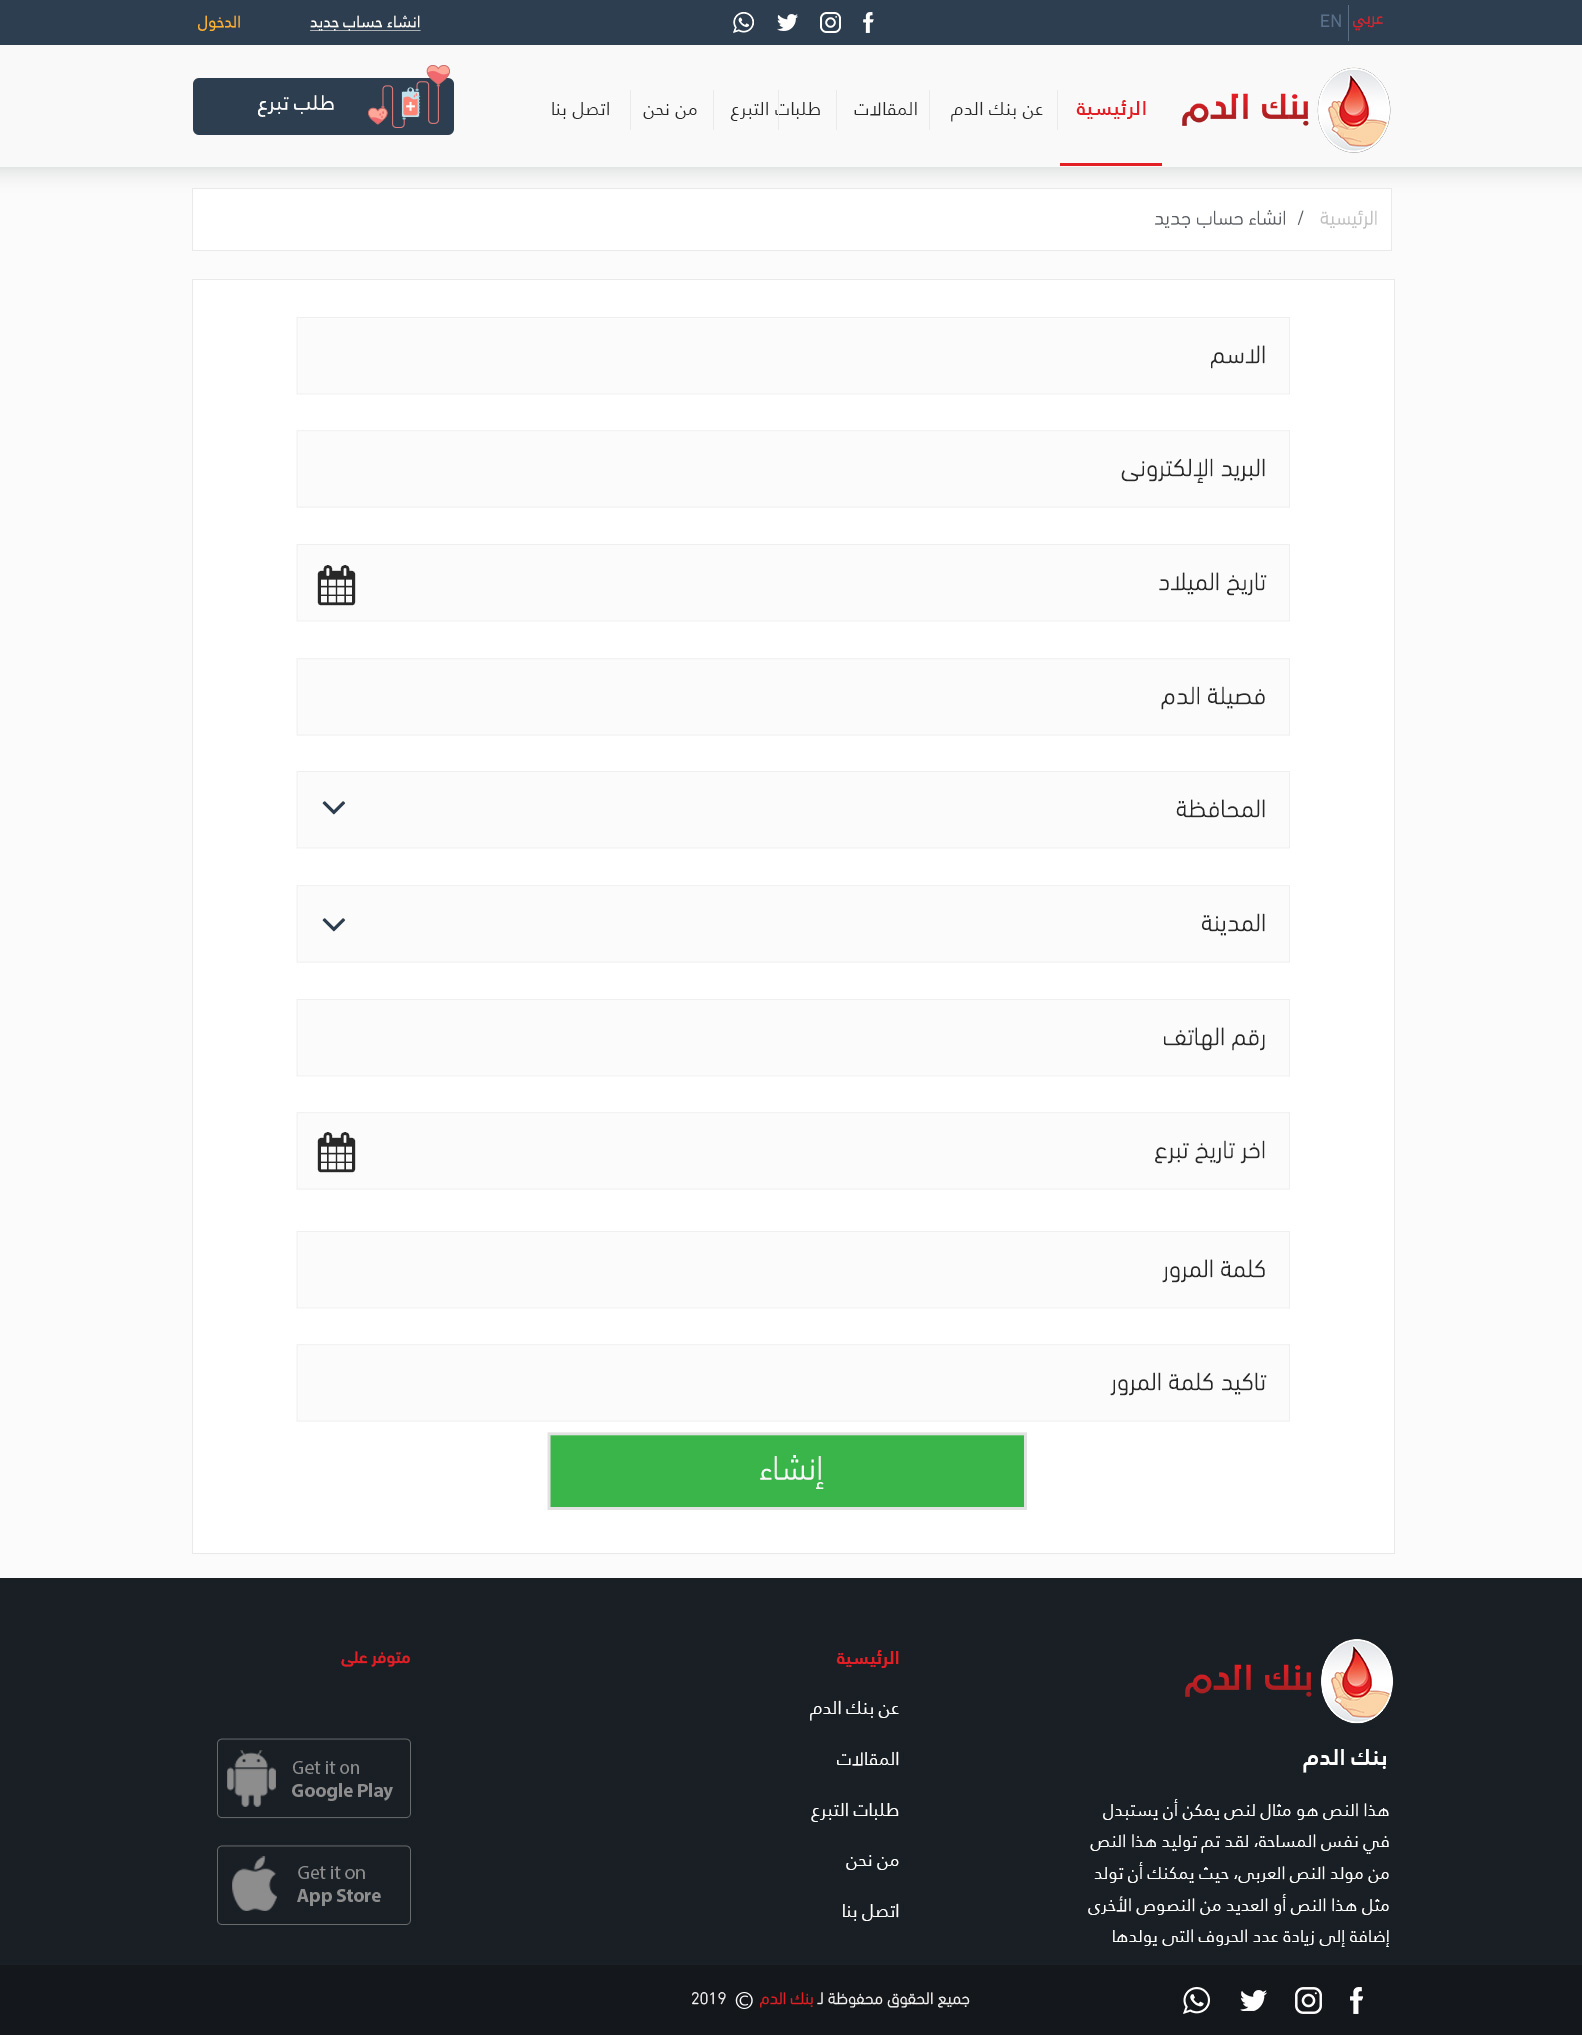 عربي
EN
انشاء حساب جديد
الدخول
بنك الدم
الرئيسية
عن بنك الدم
المقالات
طلبات التبرع
من نحن
اتصل بنا
طلب تبرع
الرئيسية / انشاء حساب جديد
الاسم
البريد الإلكترونى
تاريخ الميلاد
فصيلة الدم
المحافظة
المدينة
رقم الهاتف
اخر تاريخ تبرع
كلمة المرور
تاكيد كلمة المرور
إنشاء
بنك الدم
بنك الدم
هذا النص هو مثال لنص يمكن أن يستبدل
في نفس المساحة، لقد تم توليد هذا النص
من مولد النص العربى، حيث يمكنك أن تولد
مثل هذا النص أو العديد من النصوص الأخرى
إضافة إلى زيادة عدد الحروف التى يولدها
الرئيسية
عن بنك الدم
المقالات
طلبات التبرع
من نحن
اتصل بنا
متوفر على
Get it on
Google Play
Get it on
App Store
جميع الحقوق محفوظة لـ بنك الدم © 2019